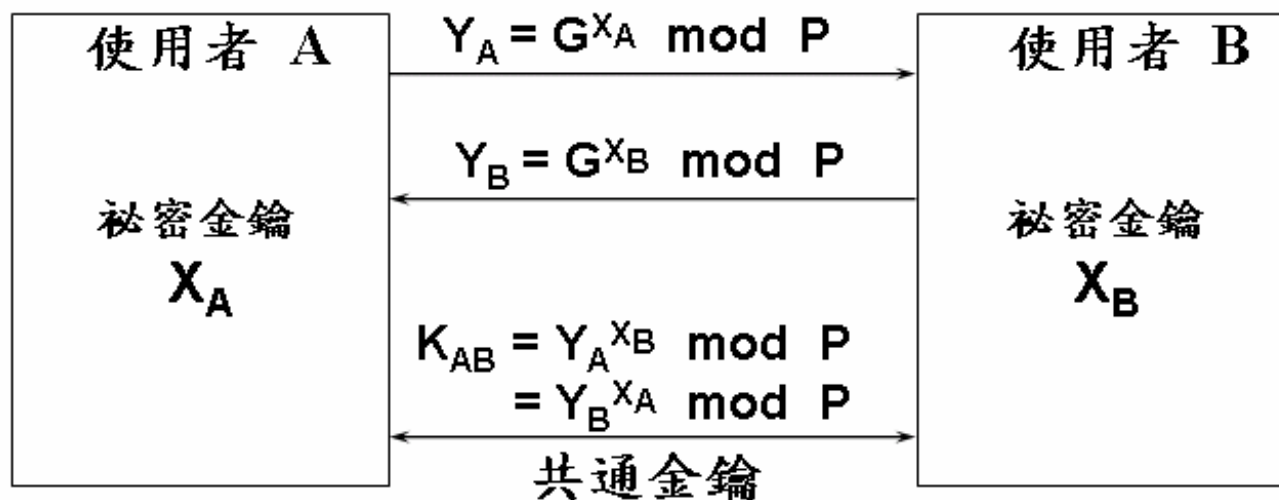 使用者 A
Y_A = G^X_A mod P
使用者 B
Y_B = G^X_B mod P
祕密金鑰
X_A
祕密金鑰
X_B
K_AB = Y_A^X_B mod P
= Y_B^X_A mod P
共通金鑰